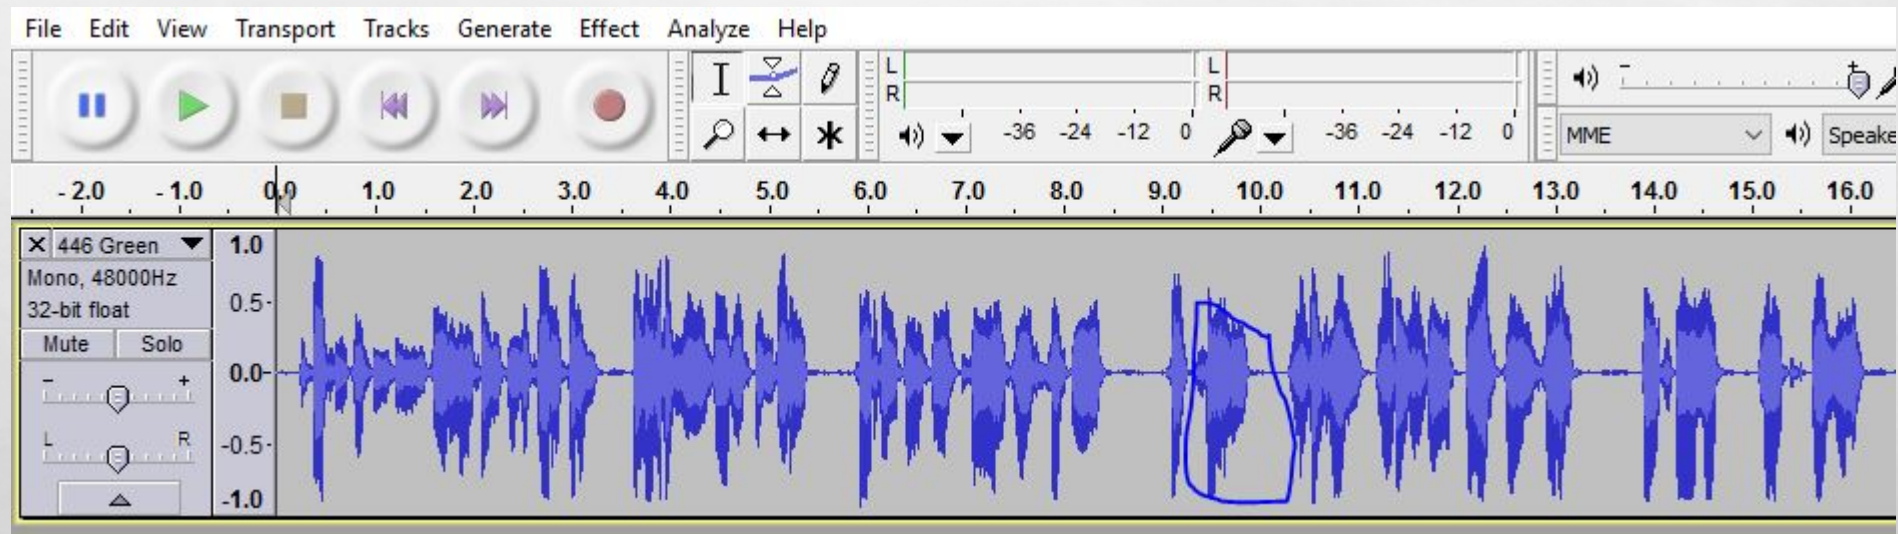 File Edit View Transport Tracks Generate Effect Analyze Help
L
R
-36 -24 -12 0
L
R
-36 -24 -12 0
- +
MME
Speake
- 2.0 - 1.0 0.0 1.0 2.0 3.0 4.0 5.0 6.0 7.0 8.0 9.0 10.0 11.0 12.0 13.0 14.0 15.0 16.0
X 446 Green
Mono, 48000Hz
32-bit float
Mute Solo
- +
L R
1.0
0.5-
0.0-
-0.5-
-1.0